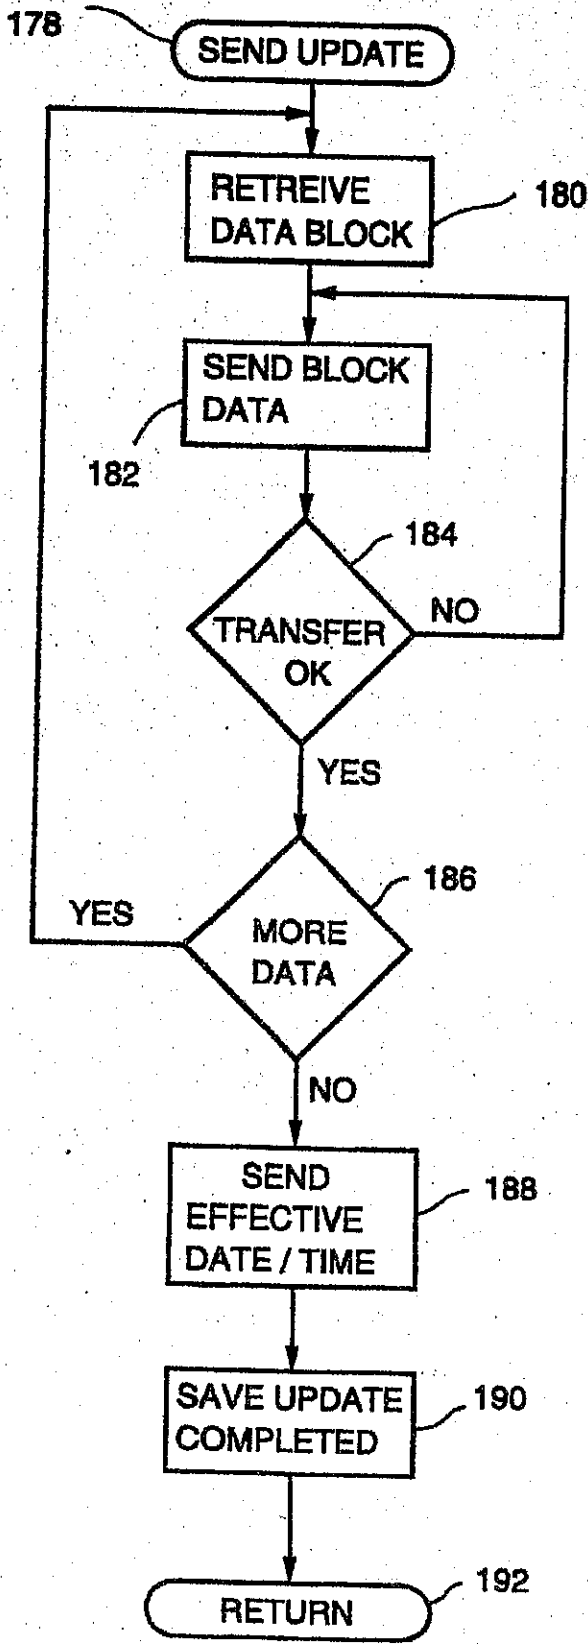 178
SEND UPDATE
RETREIVE
DATA BLOCK
180
SEND BLOCK
DATA
182
184
TRANSFER
OK
NO
YES
186
YES
MORE
DATA
NO
SEND
EFFECTIVE
DATE / TIME
188
SAVE UPDATE
COMPLETED
190
RETURN
192